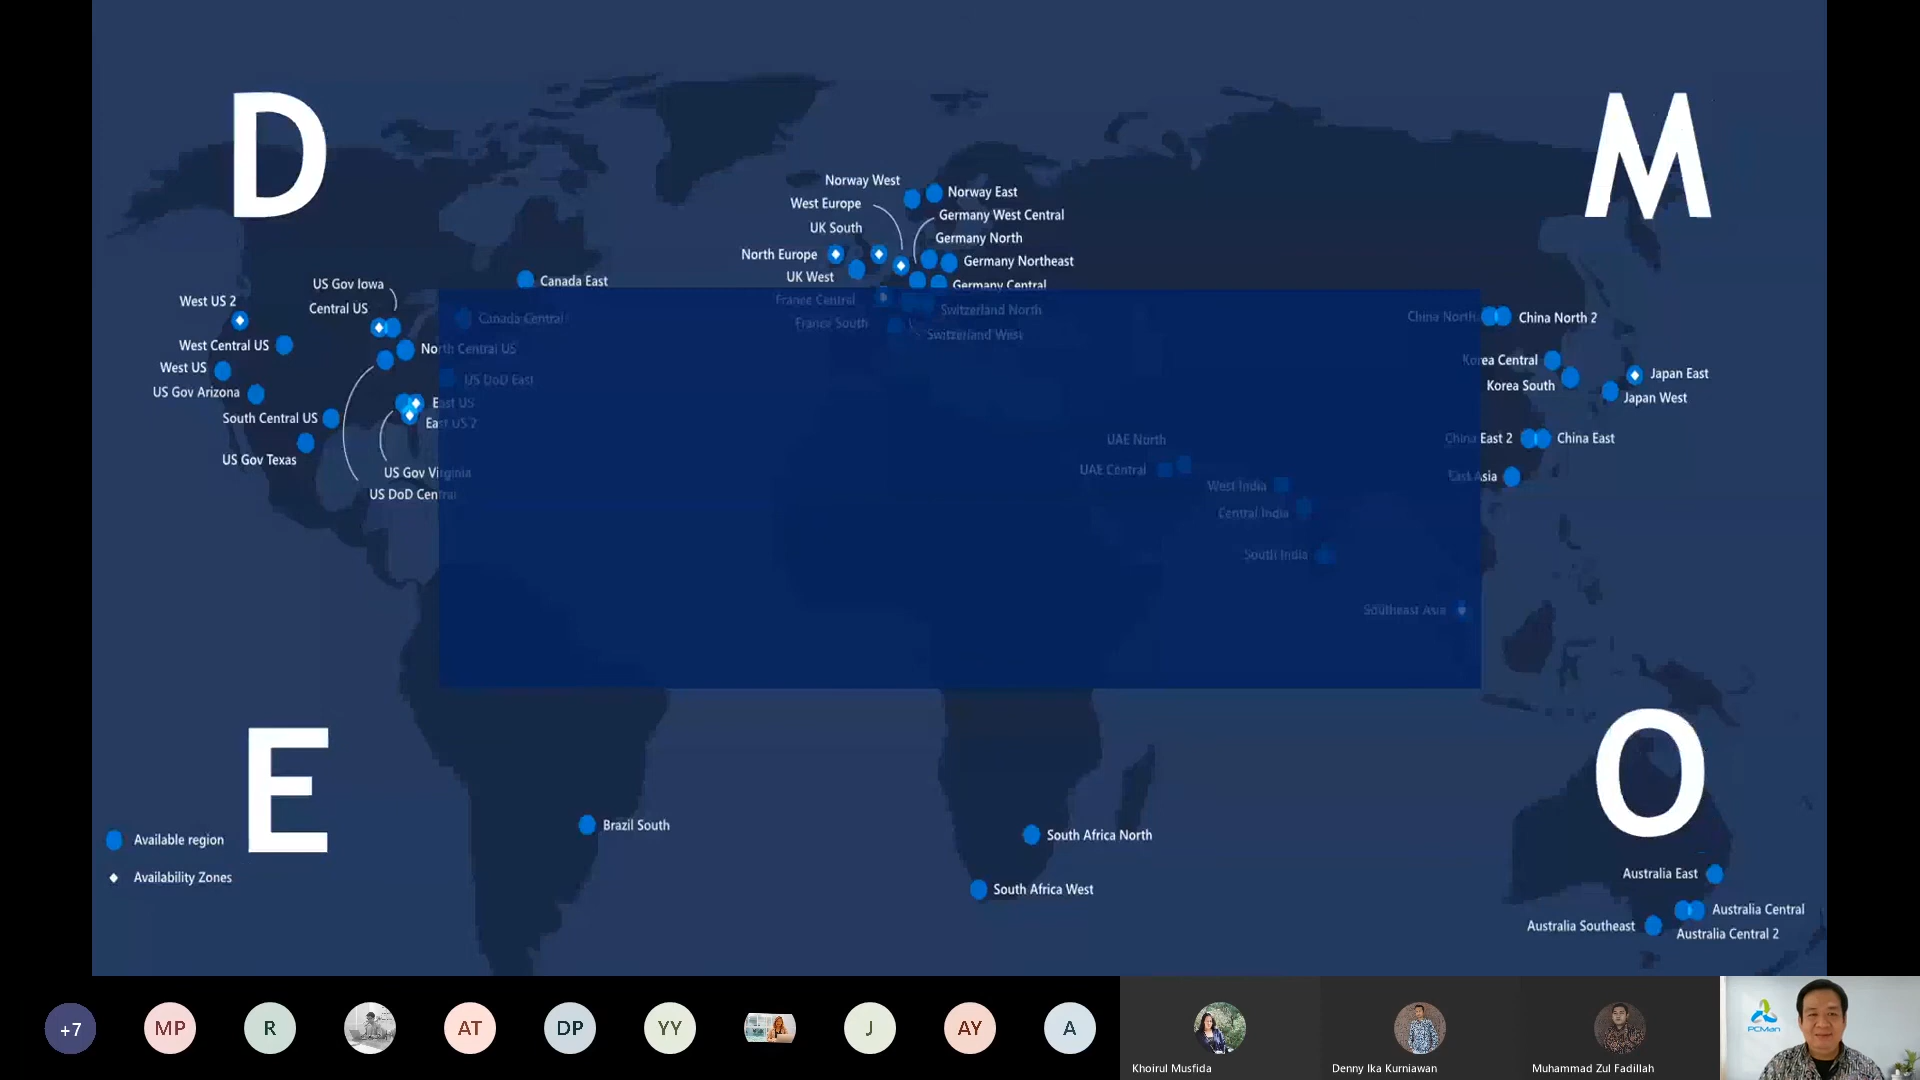 D
M
Norway West
Norway East
West Europe
Germany West Central
UK South
Germany North
North Europe
Germany Northeast
UK West
Germany Central
France Central
Switzerland North
France South
Switzerland West
Canada East
US Gov Iowa
West US 2
Central US
Canada Central
West Central US
North Central US
West US
US DoD East
US Gov Arizona
East US
South Central US
East US 2
US Gov Texas
US Gov Virginia
US DoD Central
China North
China North 2
Korea Central
Japan East
Korea South
Japan West
China East 2
China East
East Asia
UAE North
UAE Central
West India
Central India
South India
Southeast Asia
E
O
Available region
Availability Zones
Brazil South
South Africa North
South Africa West
Australia East
Australia Central
Australia Southeast
Australia Central 2
+7
MP
R
AT
DP
YY
J
AY
A
Khoirul Musfida
Denny Ika Kurniawan
Muhammad Zul Fadillah
PCMan